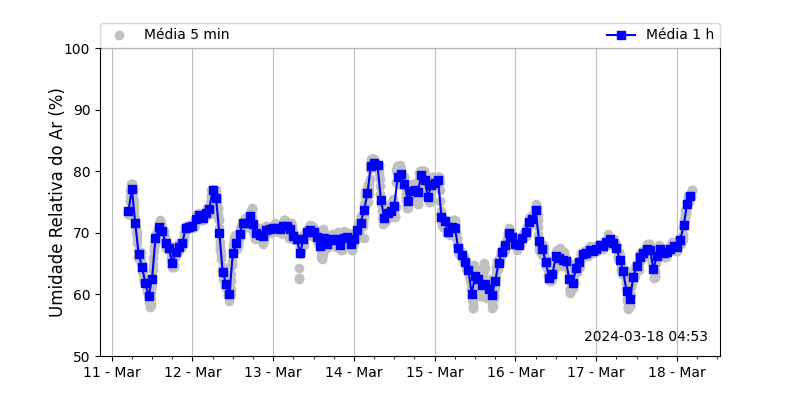 Média 5 min
Média 1 h
Umidade Relativa do Ar (%)
100
90
80
70
60
50
2024-03-18 04:53
11 - Mar
12 - Mar
13 - Mar
14 - Mar
15 - Mar
16 - Mar
17 - Mar
18 - Mar